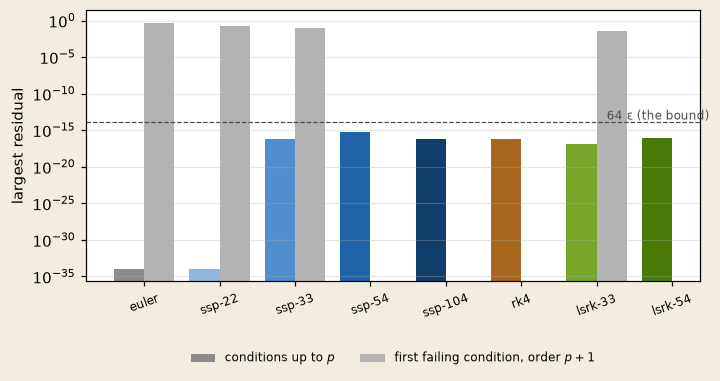 10⁰
10⁻⁵
10⁻¹⁰
10⁻¹⁵
10⁻²⁰
10⁻²⁵
10⁻³⁰
10⁻³⁵
largest residual
64 ε (the bound)
euler
ssp-22
ssp-33
ssp-54
ssp-104
rk4
lsrk-33
lsrk-54
conditions up to p
first failing condition, order p + 1